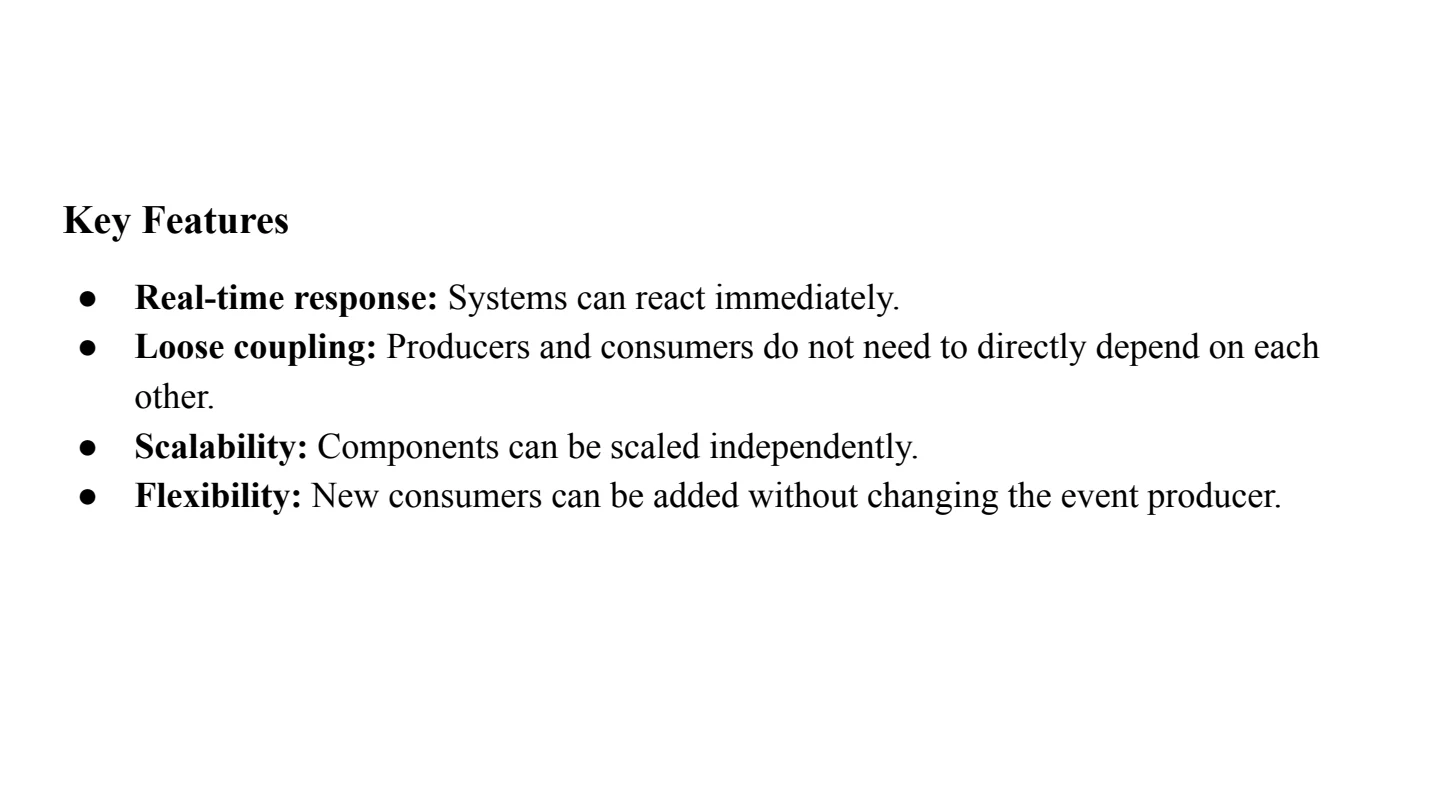 Key Features
● Real-time response: Systems can react immediately.
● Loose coupling: Producers and consumers do not need to directly depend on each
other.
● Scalability: Components can be scaled independently.
● Flexibility: New consumers can be added without changing the event producer.